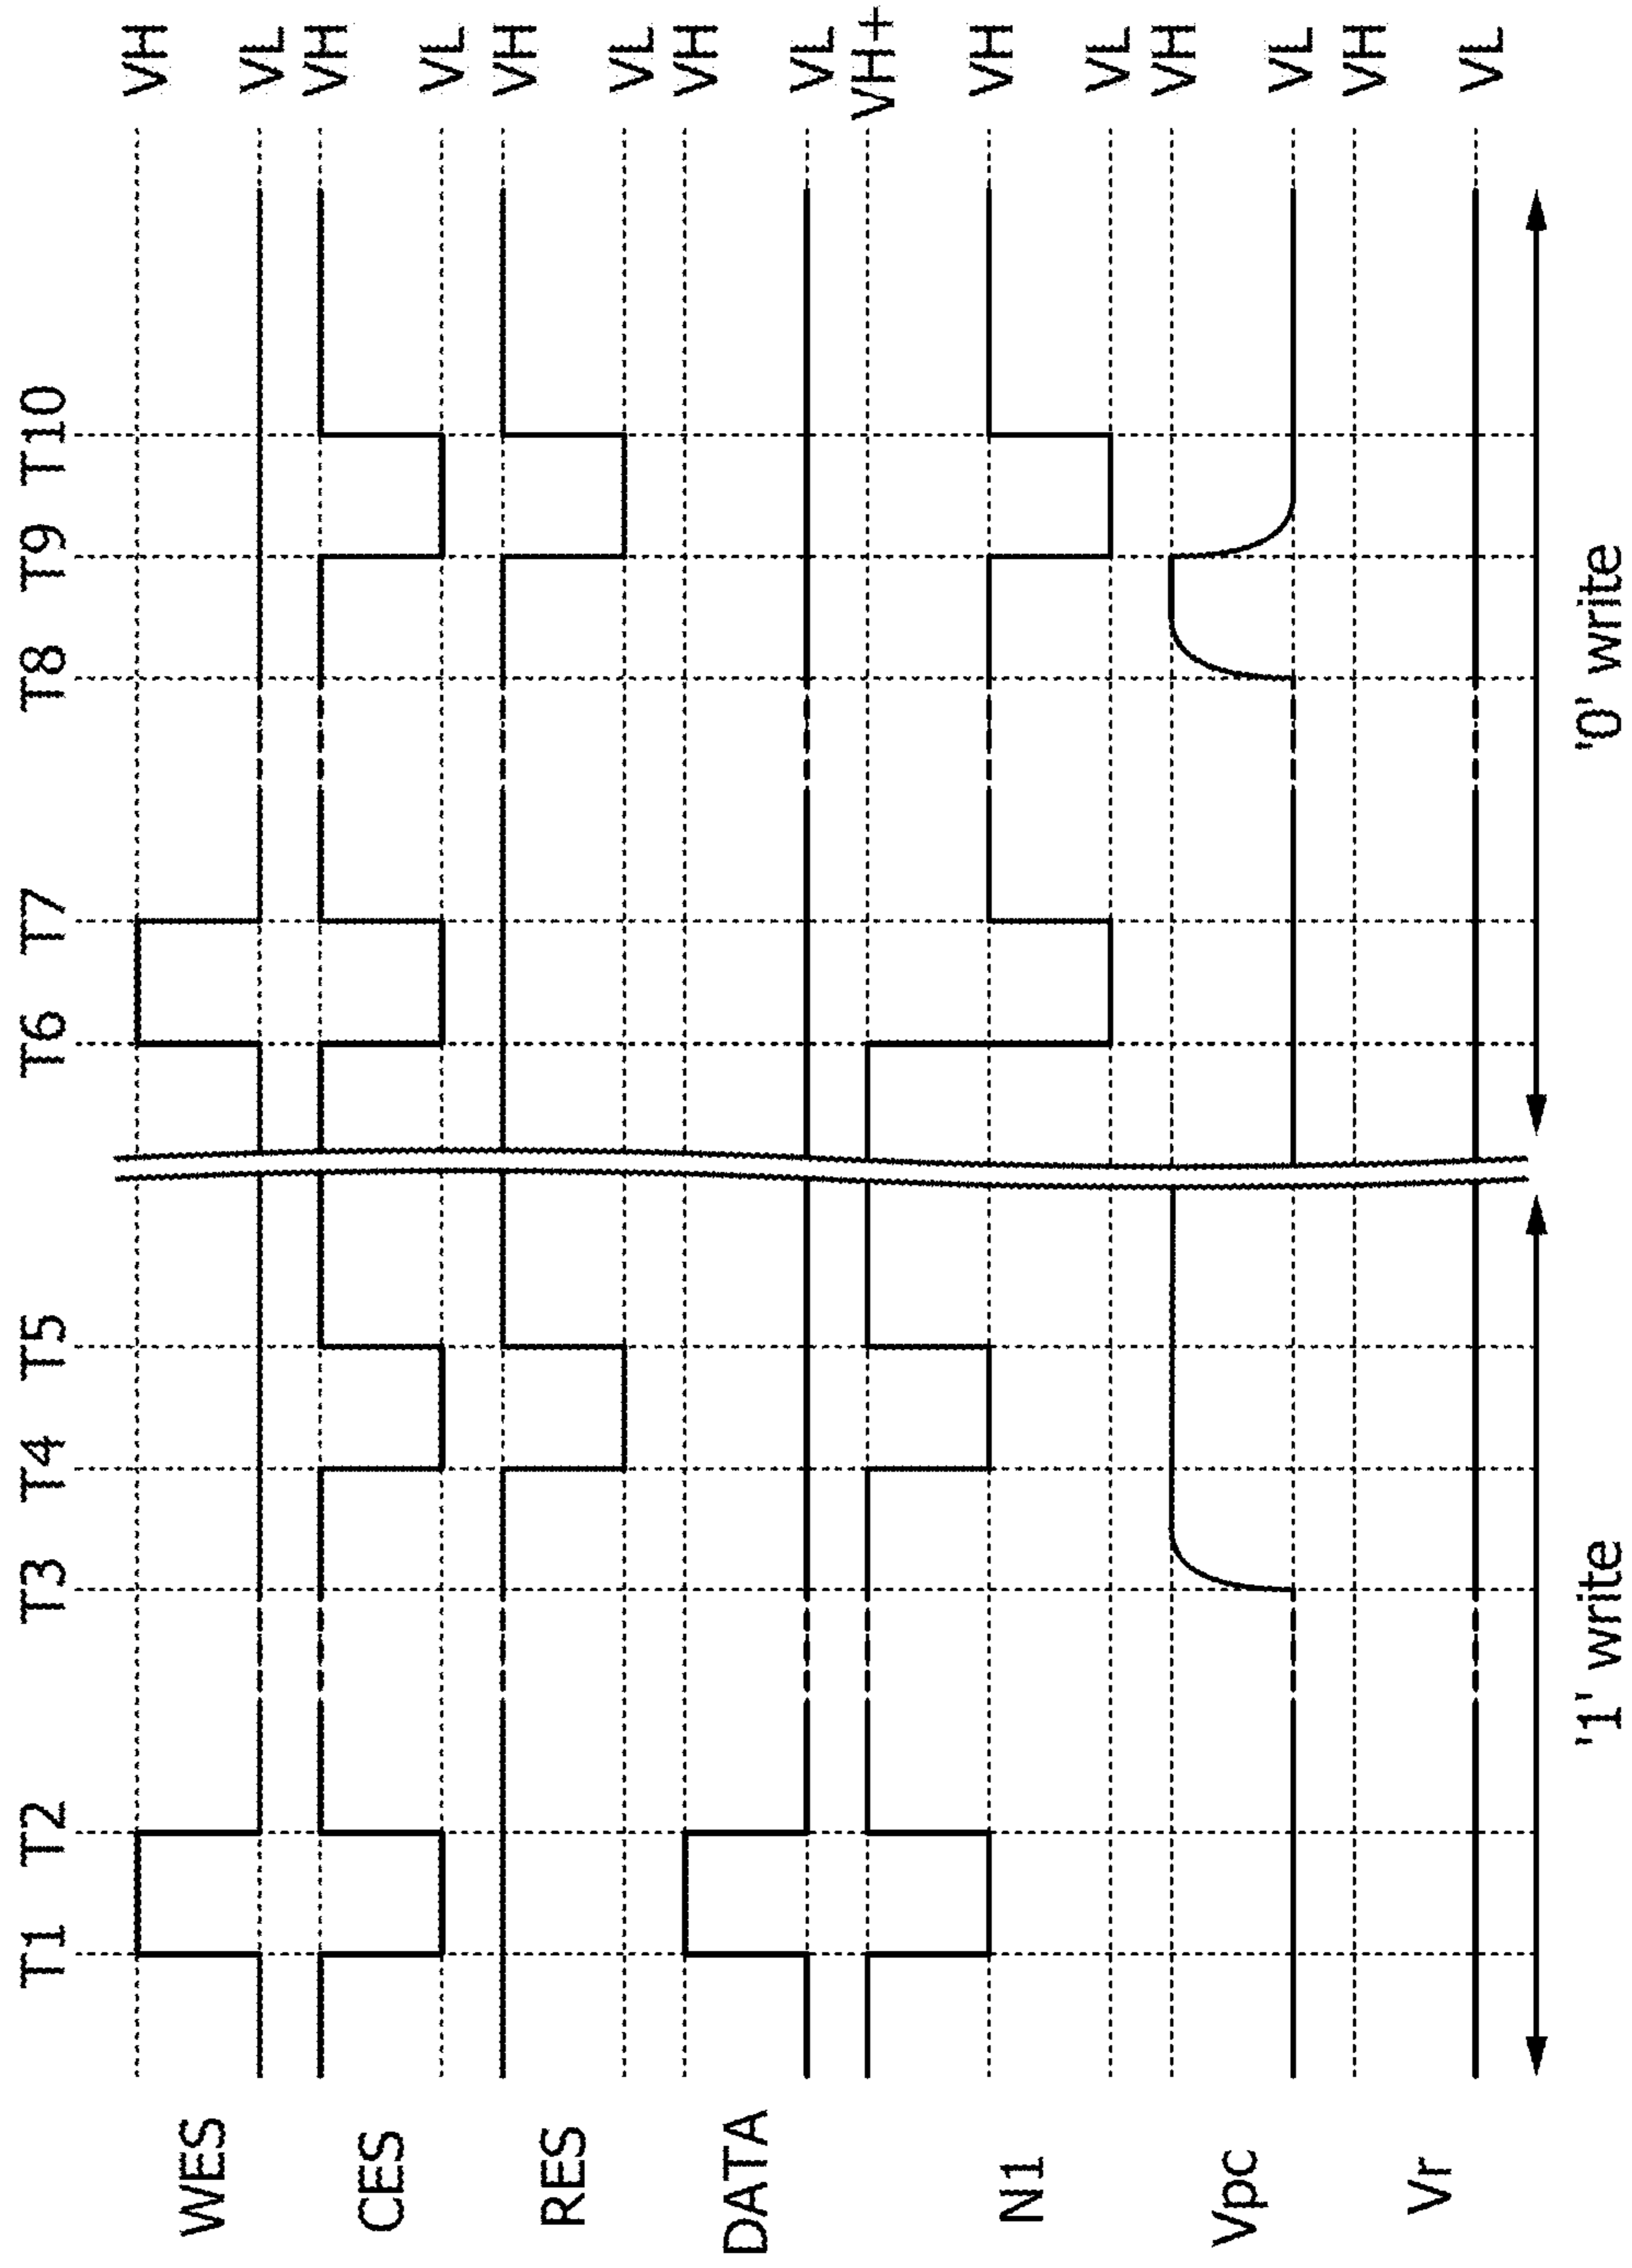 T1 T2 T3 T4 T5 T6 T7 T8 T9 T10
WES VH
VL
CES VH
VL
RES VH
VL
DATA VH
VL
VH+
N1 VH
VL
Vpc VH
VL
Vr VH
VL
'1' write '0' write